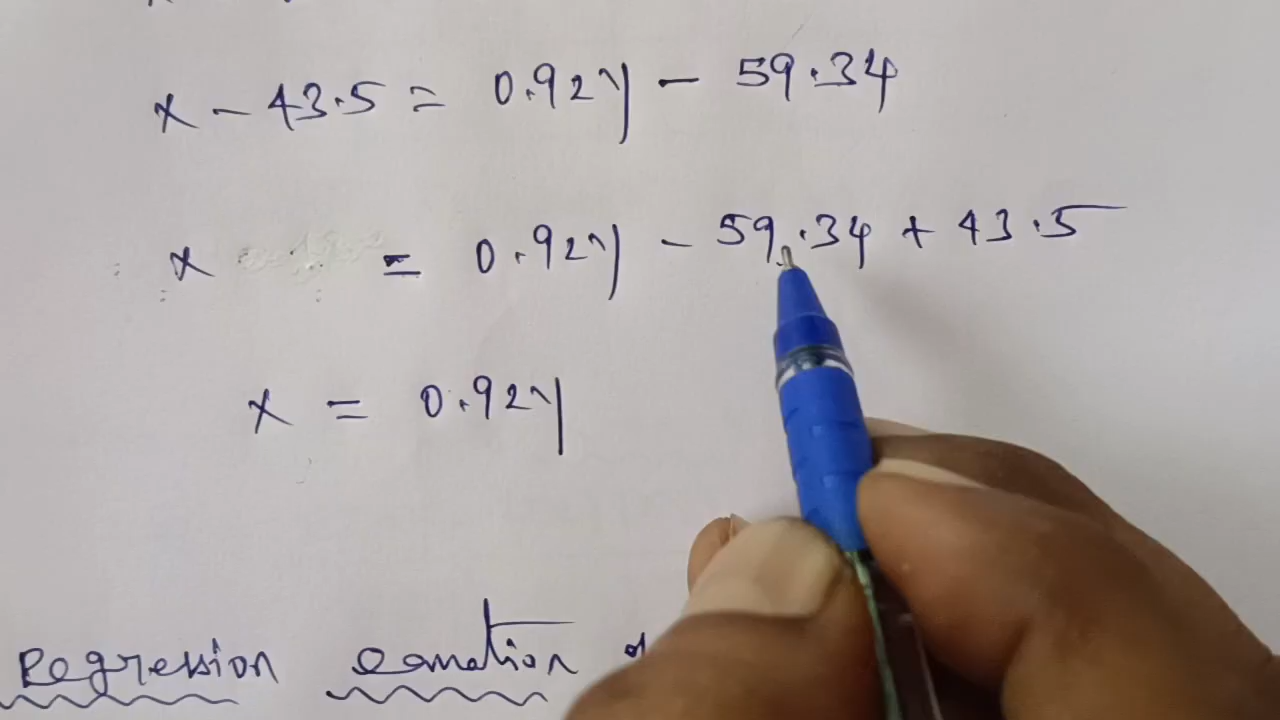 x - 43.5 = 0.92y - 59.34
x = 0.92y - 59.34 + 43.5
x = 0.92y
Regression equation